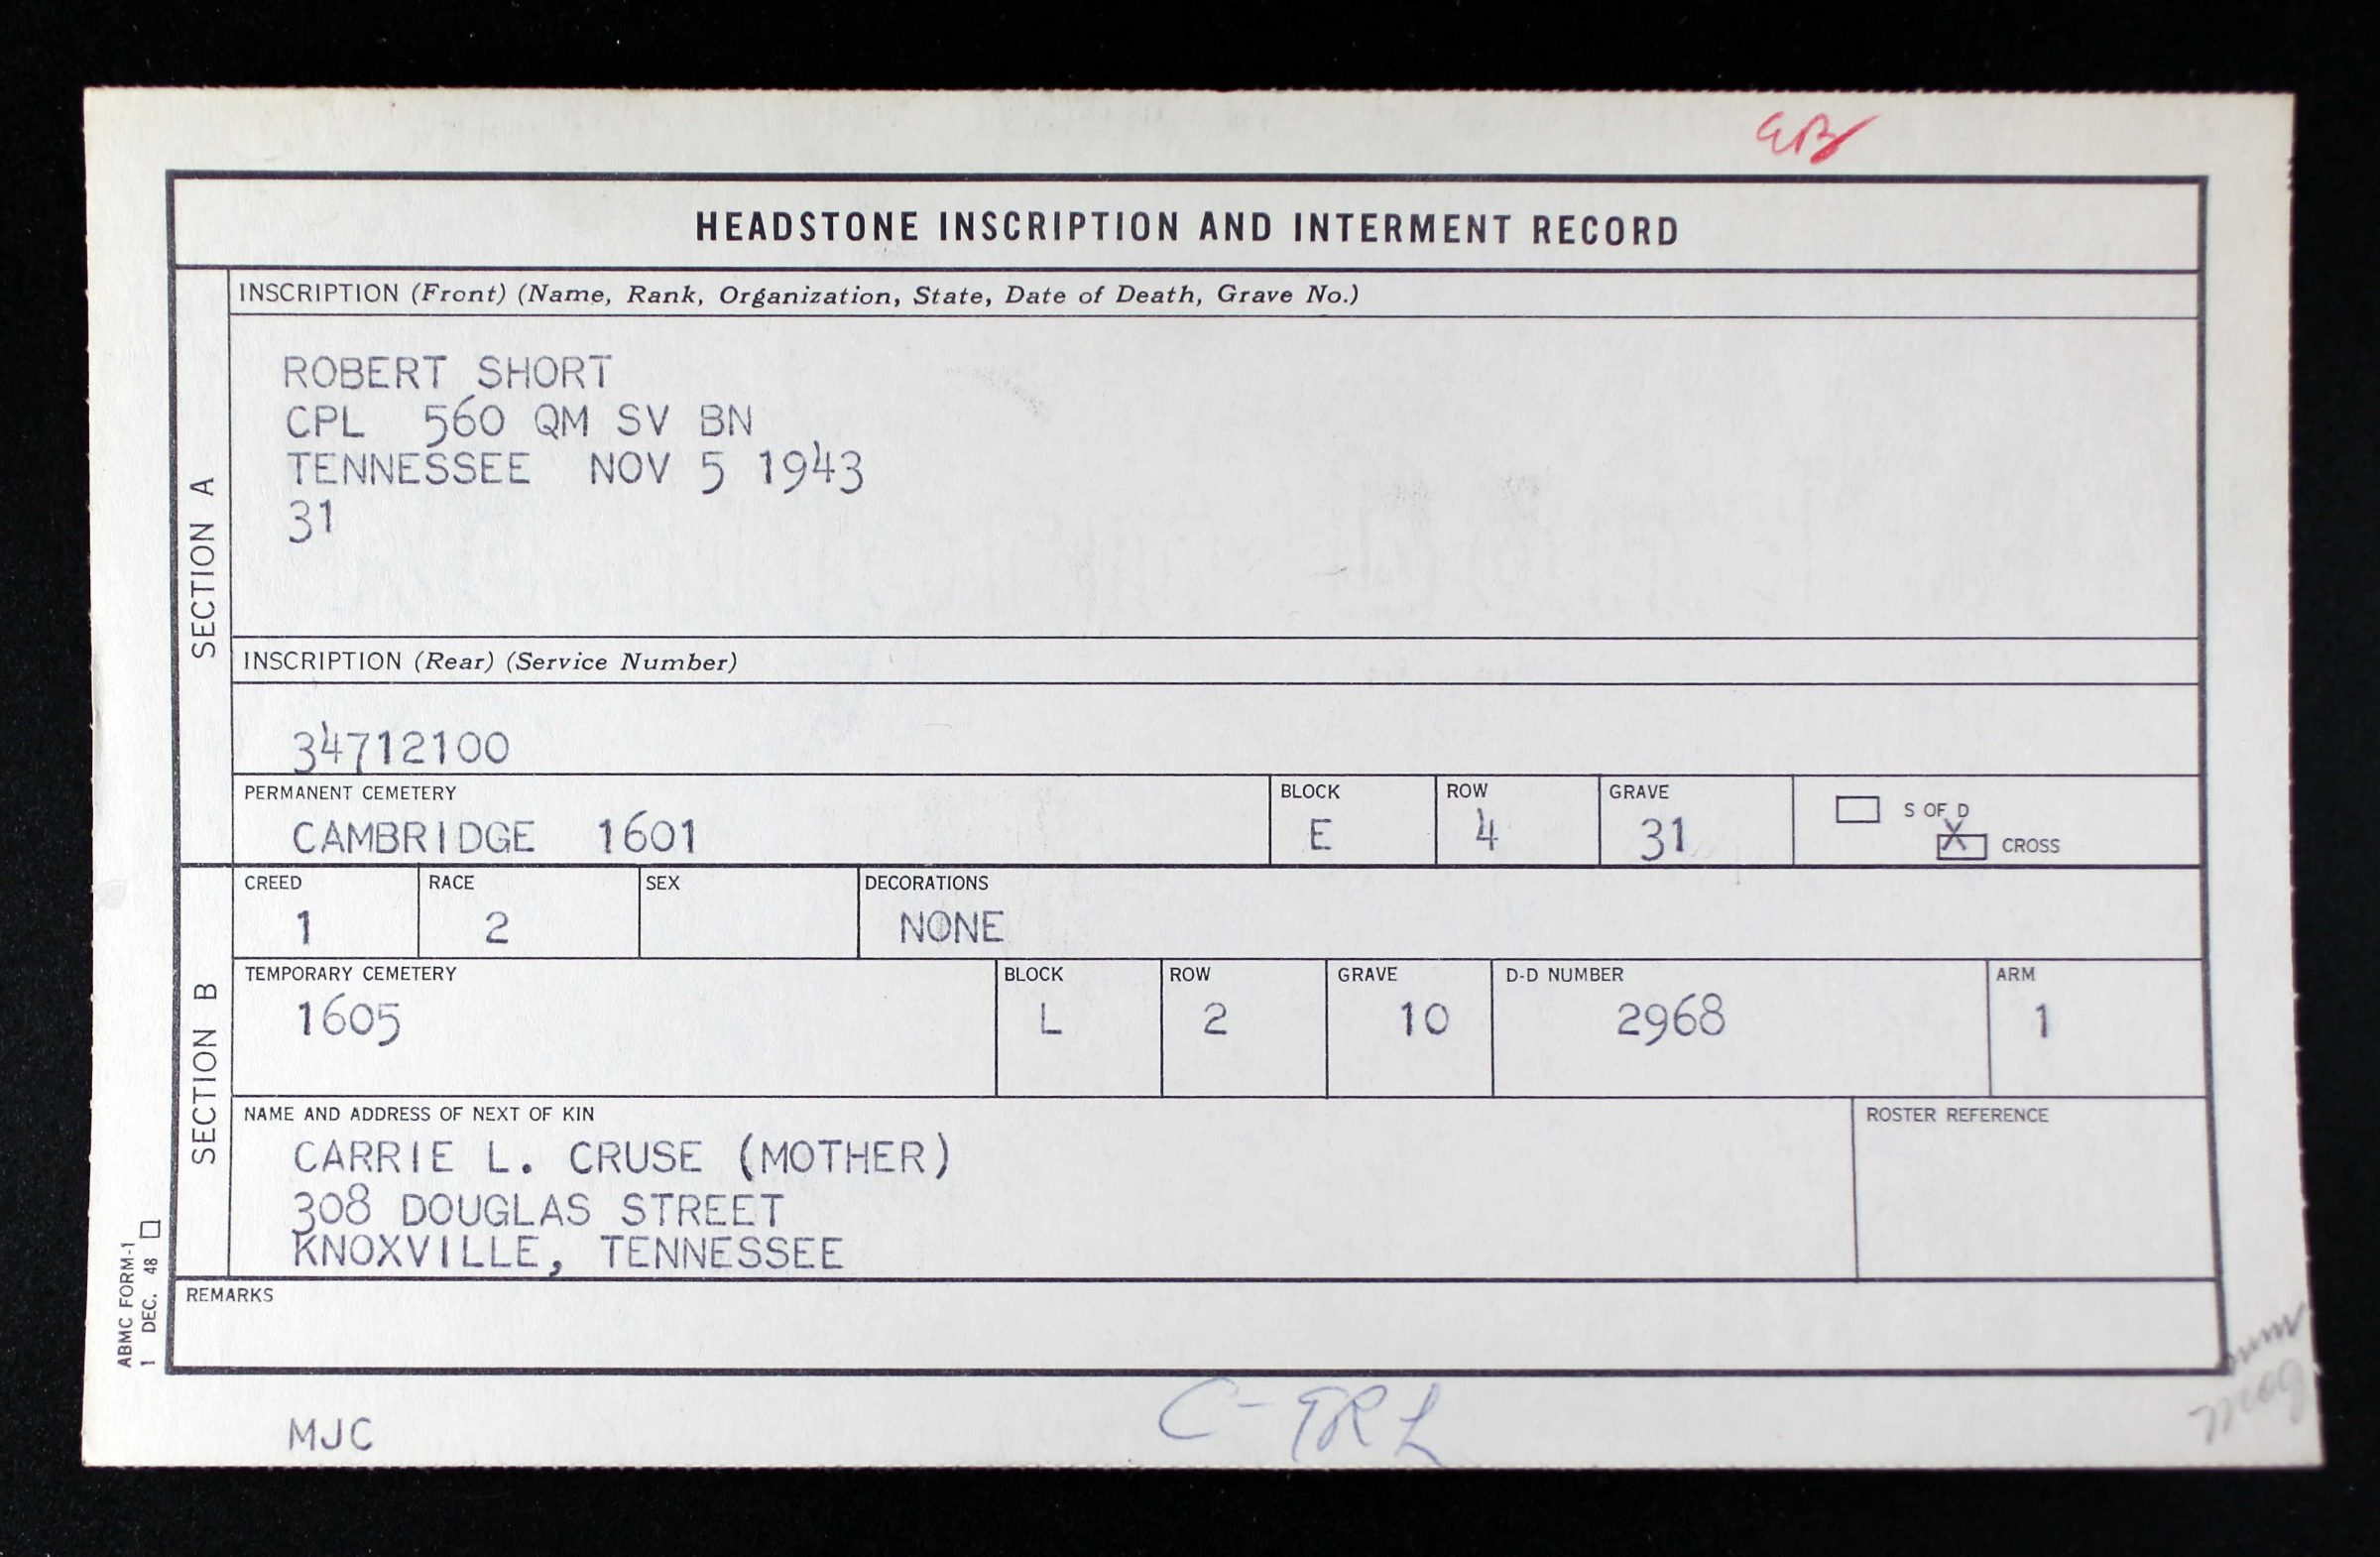 HEADSTONE INSCRIPTION AND INTERMENT RECORD
SECTION A
INSCRIPTION (Front) (Name, Rank, Organization, State, Date of Death, Grave No.)
ROBERT SHORT
CPL 560 QM SV BN
TENNESSEE NOV 5 1943
31
INSCRIPTION (Rear) (Service Number)
34712100
PERMANENT CEMETERY BLOCK ROW GRAVE
CAMBRIDGE 1601 E 4 31
S OF D
X CROSS
SECTION B
CREED RACE SEX DECORATIONS
1 2 NONE
TEMPORARY CEMETERY BLOCK ROW GRAVE D-D NUMBER ARM
1605 L 2 10 2968 1
NAME AND ADDRESS OF NEXT OF KIN ROSTER REFERENCE
CARRIE L. CRUSE (MOTHER)
308 DOUGLAS STREET
KNOXVILLE, TENNESSEE
REMARKS
ABMC FORM-1
1 DEC. 48
MJC